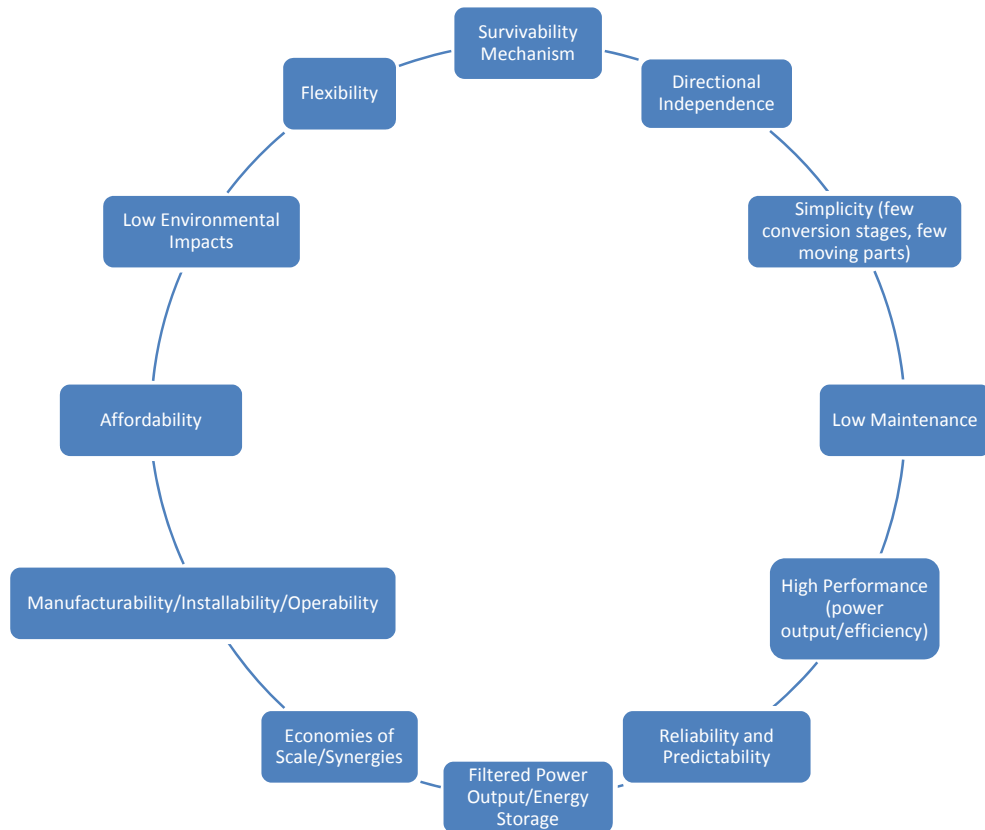 Survivability
Mechanism
Directional
Independence
Simplicity (few
conversion stages, few
moving parts)
Low Maintenance
High Performance
(power
output/efficiency)
Reliability and
Predictability
Filtered Power
Output/Energy
Storage
Economies of
Scale/Synergies
Manufacturability/Installability/Operability
Affordability
Low Environmental
Impacts
Flexibility